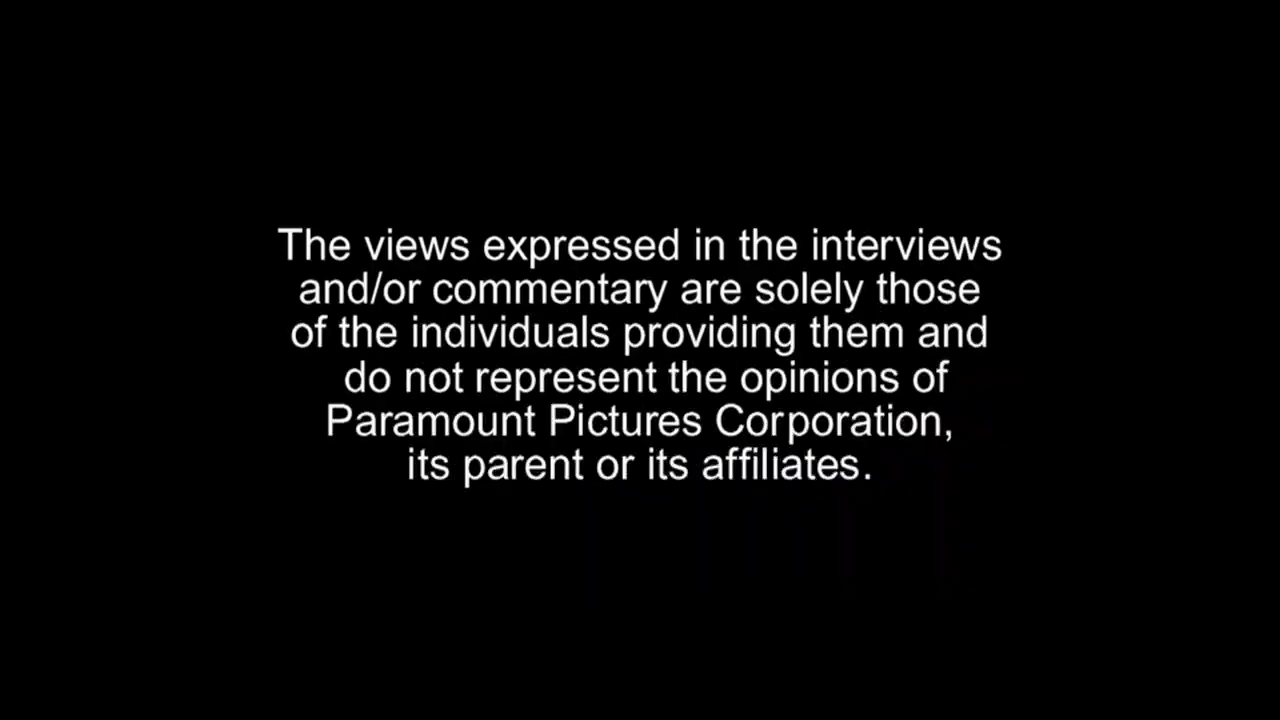 The views expressed in the interviews
and/or commentary are solely those
of the individuals providing them and
do not represent the opinions of
Paramount Pictures Corporation,
its parent or its affiliates.